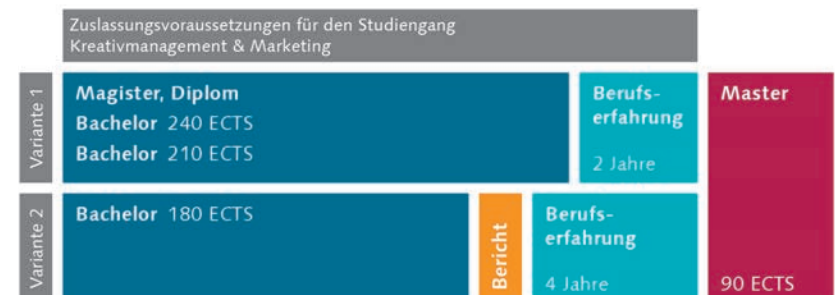 Zuslassungsvoraussetzungen für den Studiengang
Kreativmanagement & Marketing
Variante 1
Magister, Diplom
Bachelor 240 ECTS
Bachelor 210 ECTS
Berufs-
erfahrung
2 Jahre
Master
Variante 2
Bachelor 180 ECTS
Bericht
Berufs-
erfahrung
4 Jahre
90 ECTS